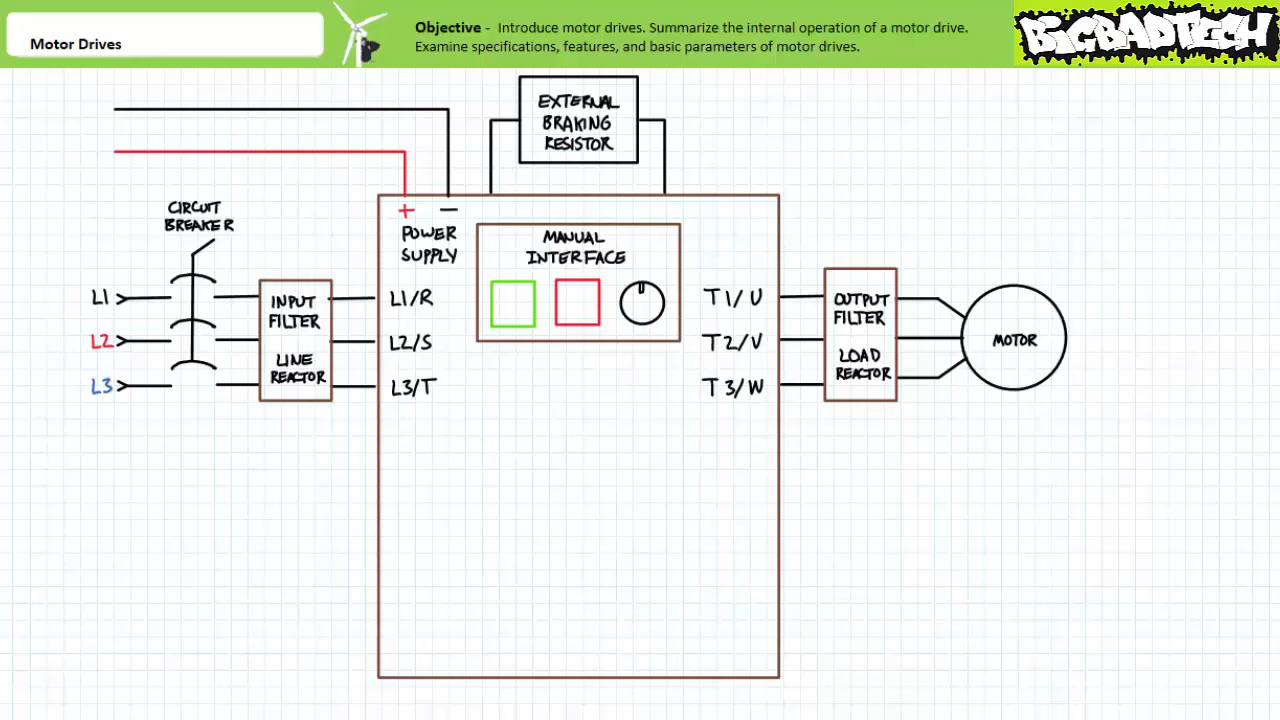 Motor Drives
Objective - Introduce motor drives. Summarize the internal operation of a motor drive.
Examine specifications, features, and basic parameters of motor drives.
BIGBADTECH
EXTERNAL
BRAKING
RESISTOR
CIRCUIT
BREAKER
+ −
POWER
SUPPLY
MANUAL
INTERFACE
L1
L2
L3
INPUT
FILTER
LINE
REACTOR
L1/R
L2/S
L3/T
T1/U
T2/V
T3/W
OUTPUT
FILTER
LOAD
REACTOR
MOTOR